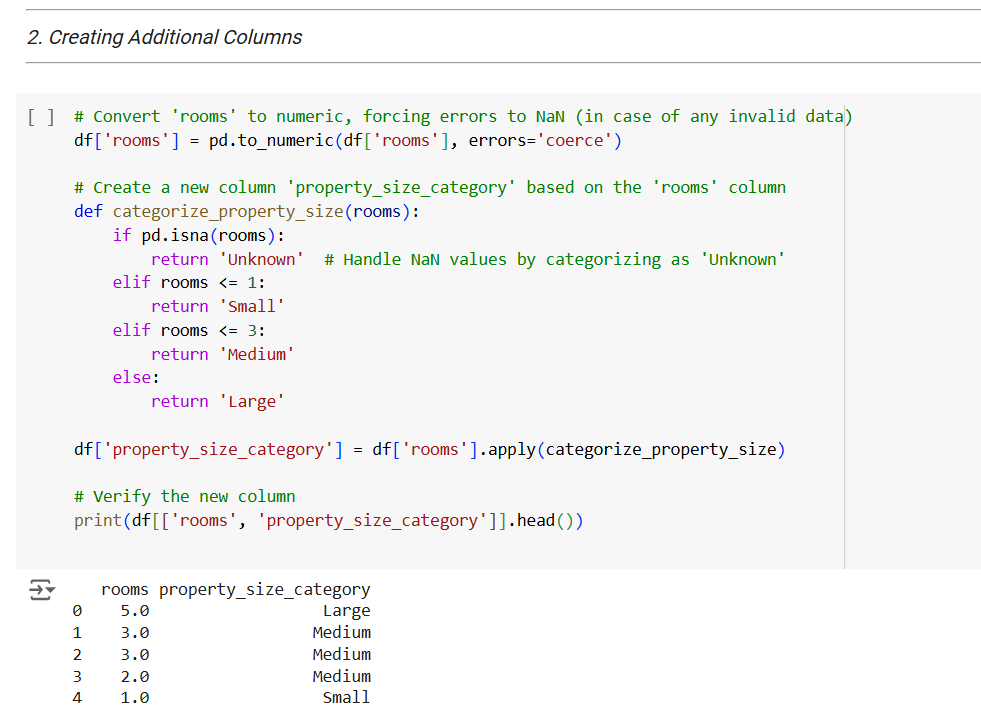 2. Creating Additional Columns
[ ] # Convert 'rooms' to numeric, forcing errors to NaN (in case of any invalid data)
df['rooms'] = pd.to_numeric(df['rooms'], errors='coerce')
# Create a new column 'property_size_category' based on the 'rooms' column
def categorize_property_size(rooms):
    if pd.isna(rooms):
        return 'Unknown'  # Handle NaN values by categorizing as 'Unknown'
    elif rooms <= 1:
        return 'Small'
    elif rooms <= 3:
        return 'Medium'
    else:
        return 'Large'
df['property_size_category'] = df['rooms'].apply(categorize_property_size)
# Verify the new column
print(df[['rooms', 'property_size_category']].head())
   rooms property_size_category
0    5.0                  Large
1    3.0                 Medium
2    3.0                 Medium
3    2.0                 Medium
4    1.0                  Small